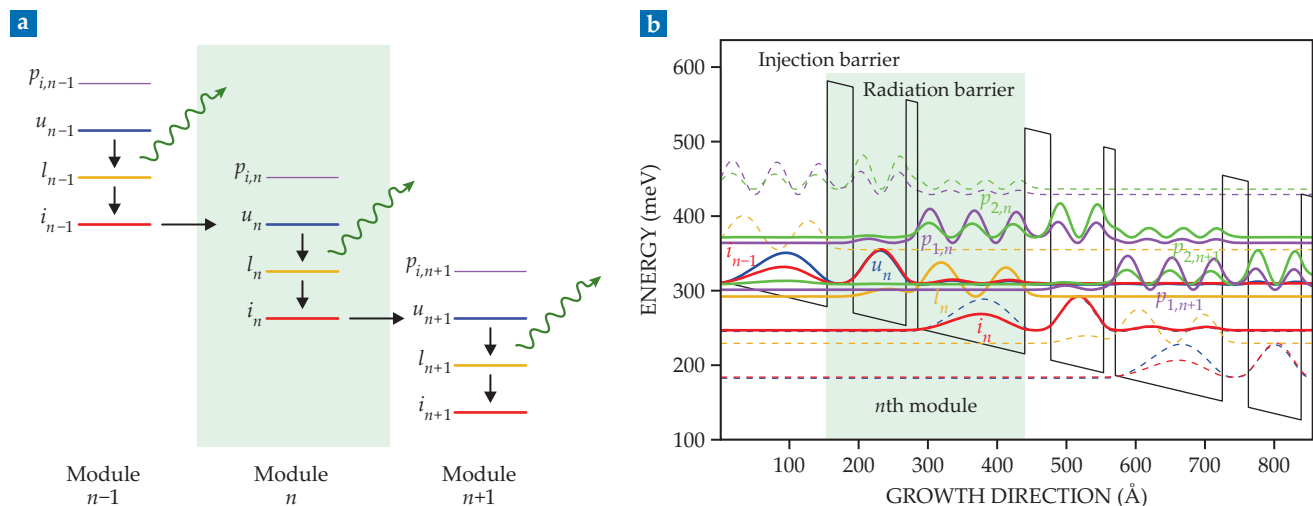 a
p_{i,n−1}
u_{n−1}
l_{n−1}
i_{n−1}
p_{i,n}
u_n
l_n
i_n
p_{i,n+1}
u_{n+1}
l_{n+1}
i_{n+1}
Module
n−1
Module
n
Module
n+1
b
ENERGY (meV)
600
500
400
300
200
100
Injection barrier
Radiation barrier
p_{2,n}
p_{1,n}
i_{n−1}
u_n
l_n
i_n
p_{2,n+1}
p_{1,n+1}
nth module
100 200 300 400 500 600 700 800
GROWTH DIRECTION (Å)